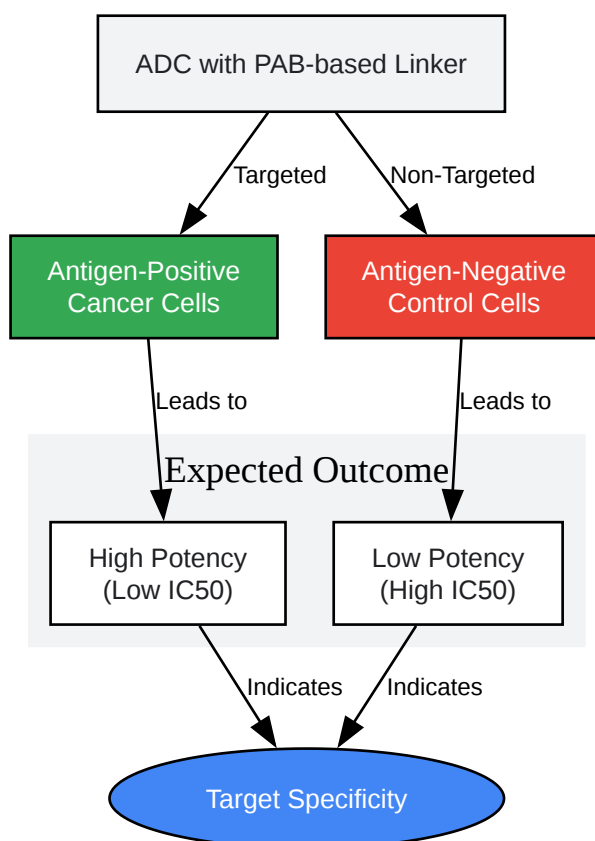 ADC with PAB-based Linker
Targeted
Non-Targeted
Antigen-Positive
Cancer Cells
Antigen-Negative
Control Cells
Leads to
Leads to
Expected Outcome
High Potency
(Low IC50)
Low Potency
(High IC50)
Indicates
Indicates
Target Specificity